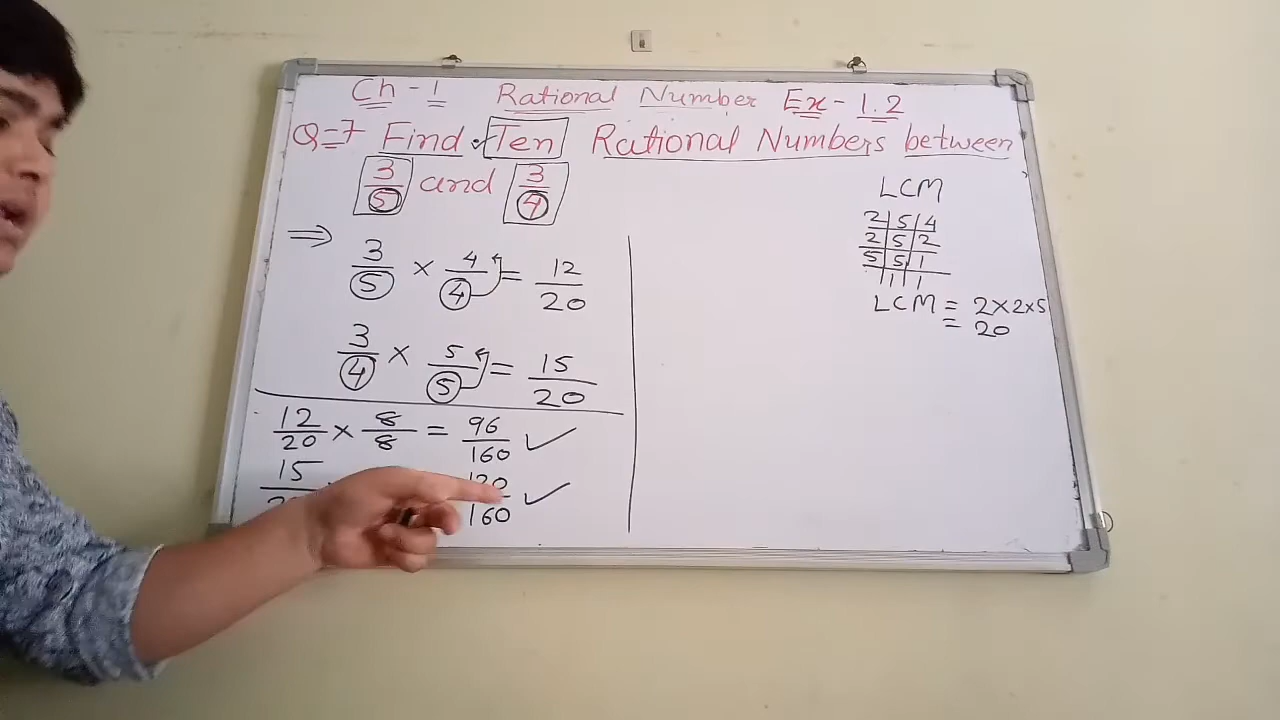 Ch - 1 Rational Number Ex - 1.2
Q=7 Find Ten Rational Numbers between
3/5 and 3/4
⇒ 3/5 × 4/4 = 12/20
3/4 × 5/5 = 15/20
12/20 × 8/8 = 96/160 ✓
15/ 120/160 ✓
LCM
2 | 5 | 4
2 | 5 | 2
5 | 5 | 1
1 | 1
LCM = 2×2×5
= 20